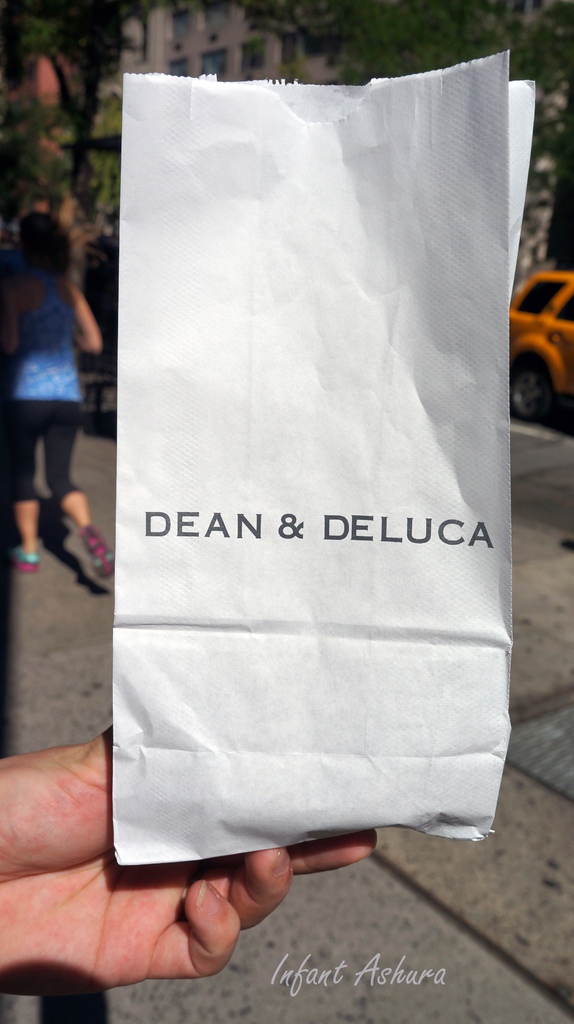 DEAN & DELUCA
Infant Ashura